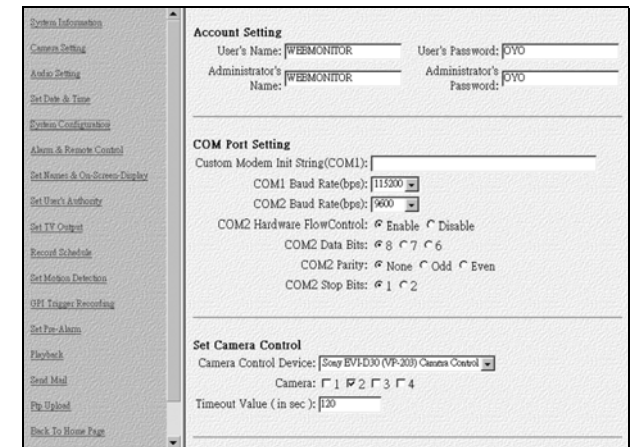 System Information
Camera Setting
Audio Setting
Set Date & Time
System Configuration
Alarm & Remote Control
Set Names & On-Screen-Display
Set User's Authority
Set TV Output
Record Schedule
Set Motion Detection
GPI Trigger Recording
Set Pre-Alarm
Playback
Send Mail
Ftp Upload
Back To Home Page
Account Setting
User's Name: WEBMONITOR User's Password: OYO
Administrator's Name: WEBMONITOR Administrator's Password: OYO
COM Port Setting
Custom Modem Init String(COM1):
COM1 Baud Rate(bps): 115200
COM2 Baud Rate(bps): 9600
COM2 Hardware FlowControl: Enable Disable
COM2 Data Bits: 8 7 6
COM2 Parity: None Odd Even
COM2 Stop Bits: 1 2
Set Camera Control
Camera Control Device: Sony EVI-D30 (VP-203) Camera Control
Camera: 1 2 3 4
Timeout Value ( in sec ): 120